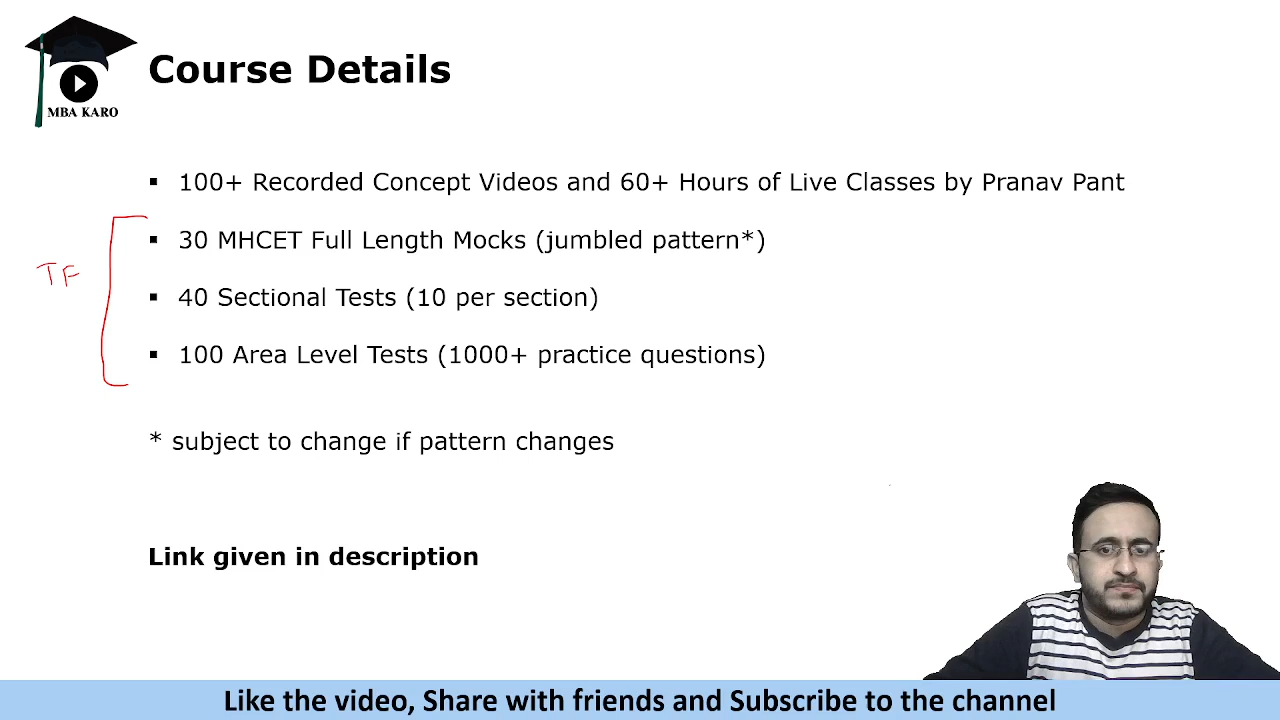 MBA KARO
Course Details
▪ 100+ Recorded Concept Videos and 60+ Hours of Live Classes by Pranav Pant
▪ 30 MHCET Full Length Mocks (jumbled pattern*)
TF
▪ 40 Sectional Tests (10 per section)
▪ 100 Area Level Tests (1000+ practice questions)
* subject to change if pattern changes
Link given in description
Like the video, Share with friends and Subscribe to the channel